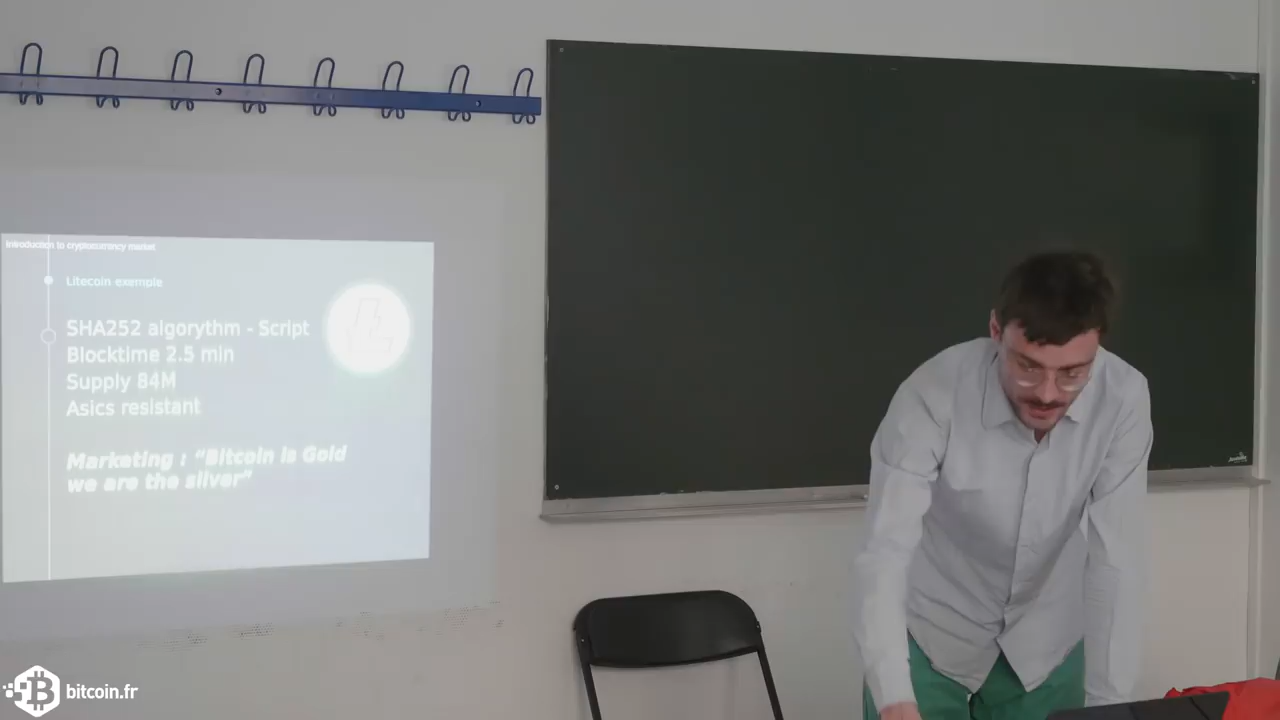 Introduction to cryptocurrency market
Litecoin exemple
SHA252 algorythm - Script
Blocktime 2.5 min
Supply 84M
Asics resistant
Marketing : "Bitcoin is Gold
we are the silver"
bitcoin.fr